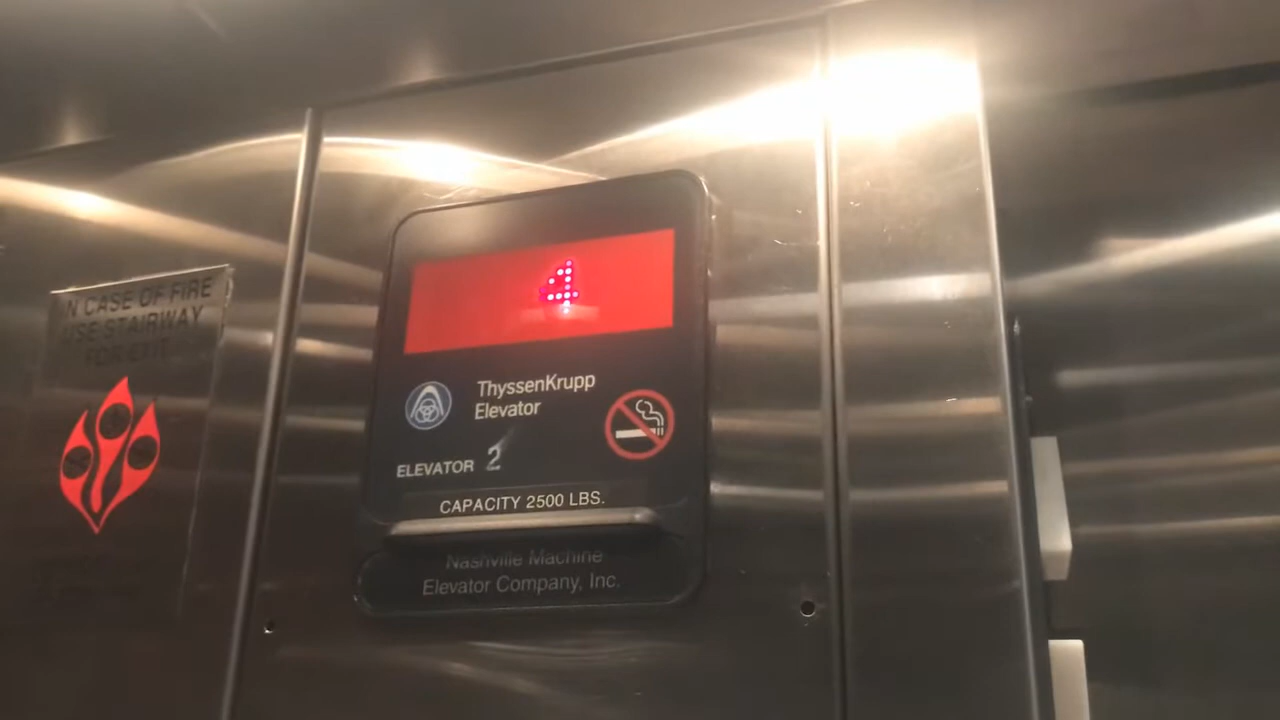 IN CASE OF FIRE
USE STAIRWAY
FOR EXIT
4
ThyssenKrupp
Elevator
ELEVATOR 2
CAPACITY 2500 LBS.
Nashville Machine
Elevator Company, Inc.